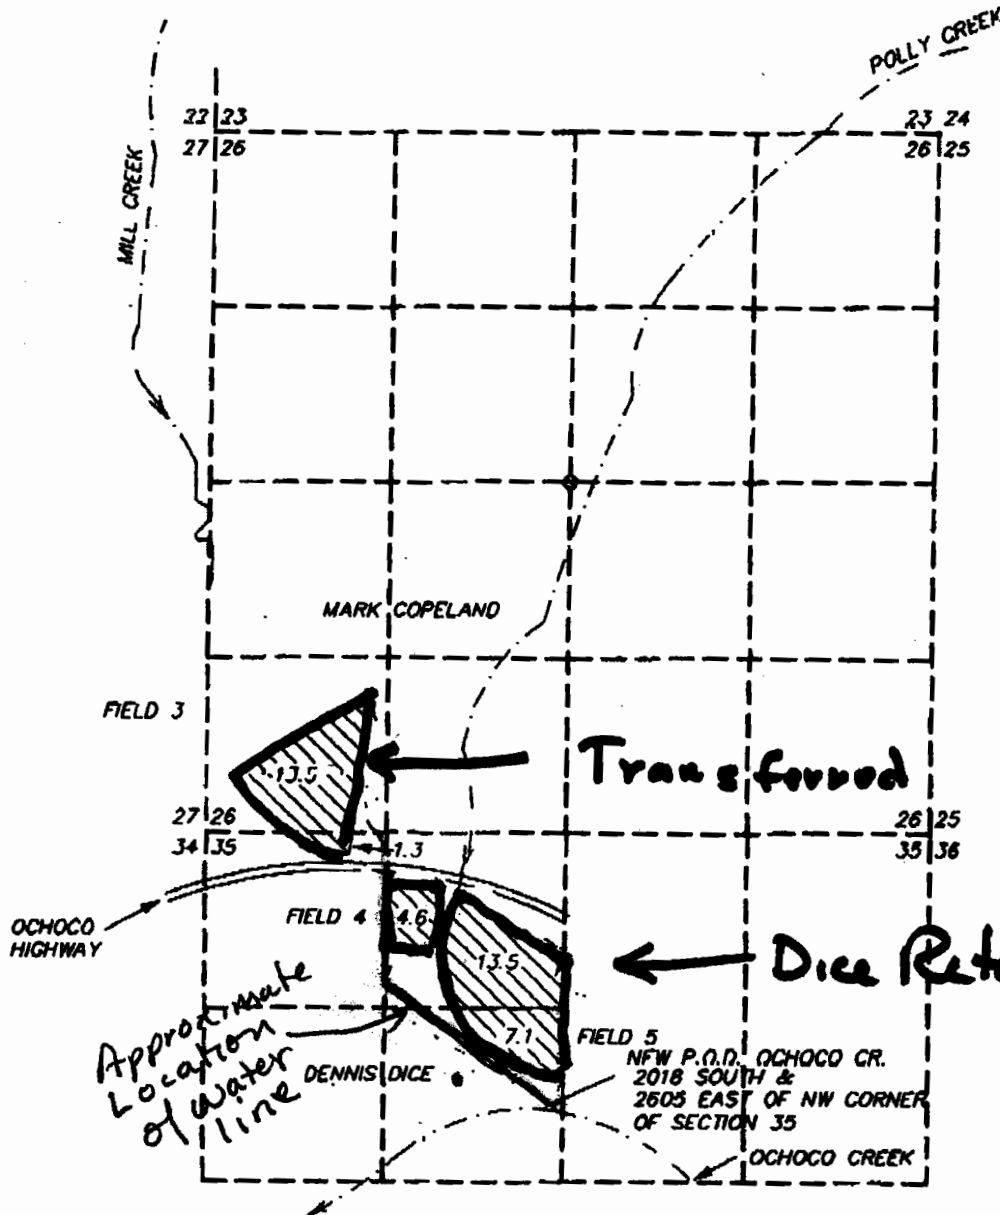 POLLY CREEK
22 23
23 24
27 26
26 25
MILL CREEK
MARK COPELAND
FIELD 3
13.5
Transferred
27 26
26 25
34 35
35 36
1.3
OCHOCO
HIGHWAY
FIELD 4
4.6
13.5
Dice
7.1
FIELD 5
Approximate
Location
of water
line
DENNIS DICE
NEW P.O.D. OCHOCO CR.
2018 SOUTH &
2605 EAST OF NW CORNER
OF SECTION 35
OCHOCO CREEK